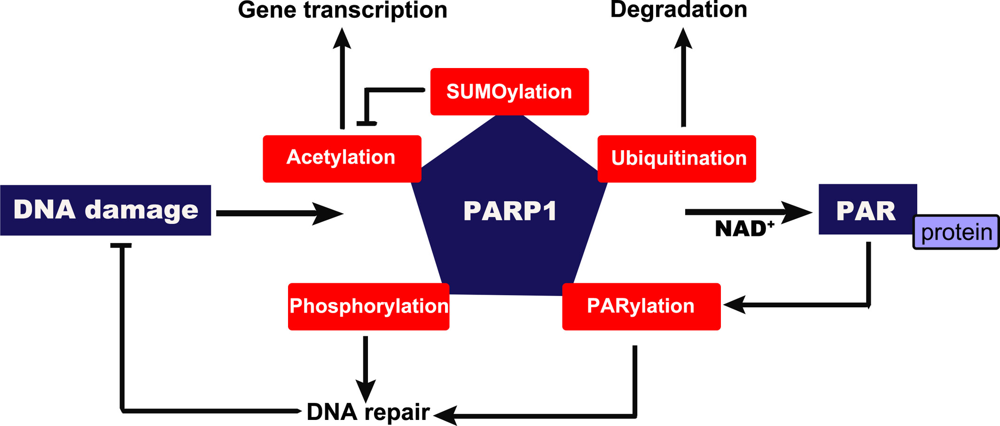 Gene transcription
Degradation
SUMOylation
Acetylation
Ubiquitination
DNA damage
PARP1
NAD+
PAR
protein
Phosphorylation
PARylation
DNA repair